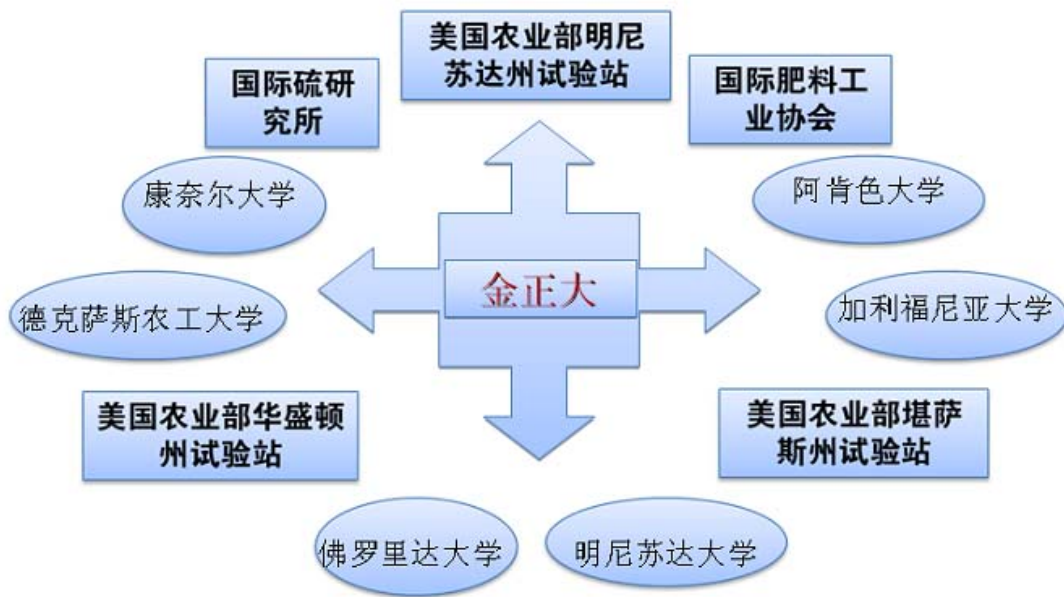 美国农业部明尼
苏达州试验站
国际硫研
究所
国际肥料工
业协会
康奈尔大学
阿肯色大学
金正大
德克萨斯农工大学
加利福尼亚大学
美国农业部华盛顿
州试验站
美国农业部堪萨
斯州试验站
佛罗里达大学
明尼苏达大学